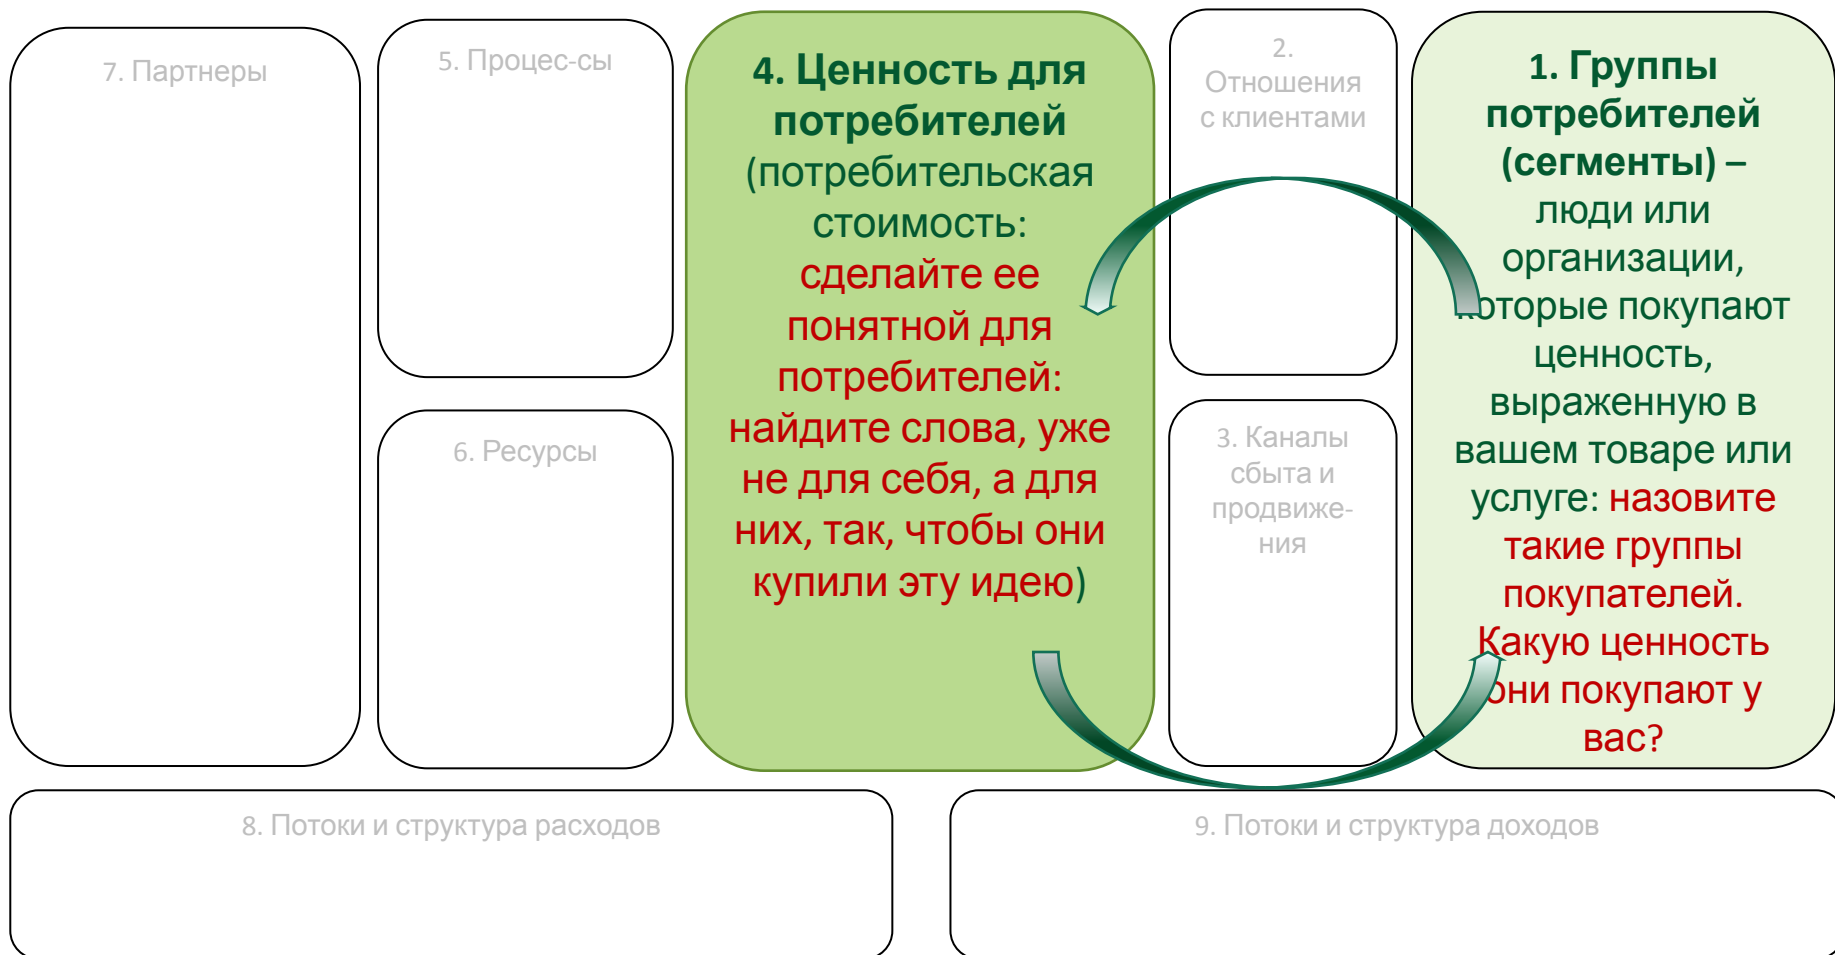 7. Партнеры
5. Процес-сы
6. Ресурсы
4. Ценность для
потребителей
(потребительская
стоимость:
сделайте ее
понятной для
потребителей:
найдите слова, уже
не для себя, а для
них, так, чтобы они
купили эту идею)
2.
Отношения
с клиентами
3. Каналы
сбыта и
продвиже-
ния
1. Группы
потребителей
(сегменты) –
люди или
организации,
которые покупают
ценность,
выраженную в
вашем товаре или
услуге: назовите
такие группы
покупателей.
Какую ценность
они покупают у
вас?
8. Потоки и структура расходов
9. Потоки и структура доходов